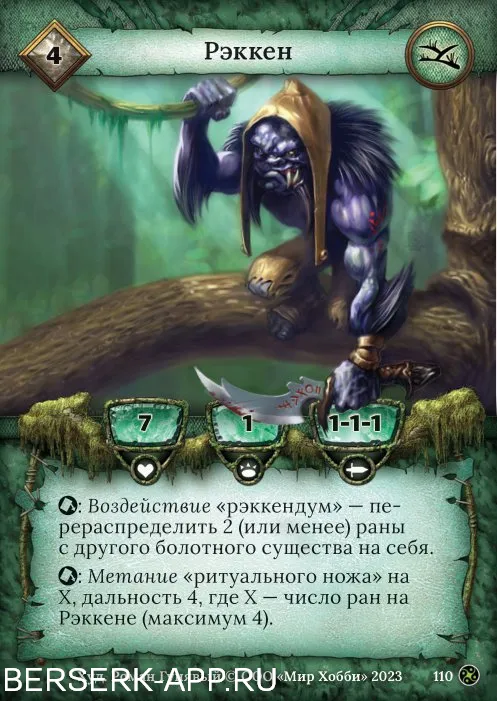 4
Рэккен
7
1
1-1-1
: Воздействие «рэккендум» — пе-
рераспределить 2 (или менее) раны
с другого болотного существа на себя.
: Метание «ритуального ножа» на
X, дальность 4, где X — число ран на
Рэккене (максимум 4).
«Мир Хобби» 2023
110
BERSERK-APP.RU